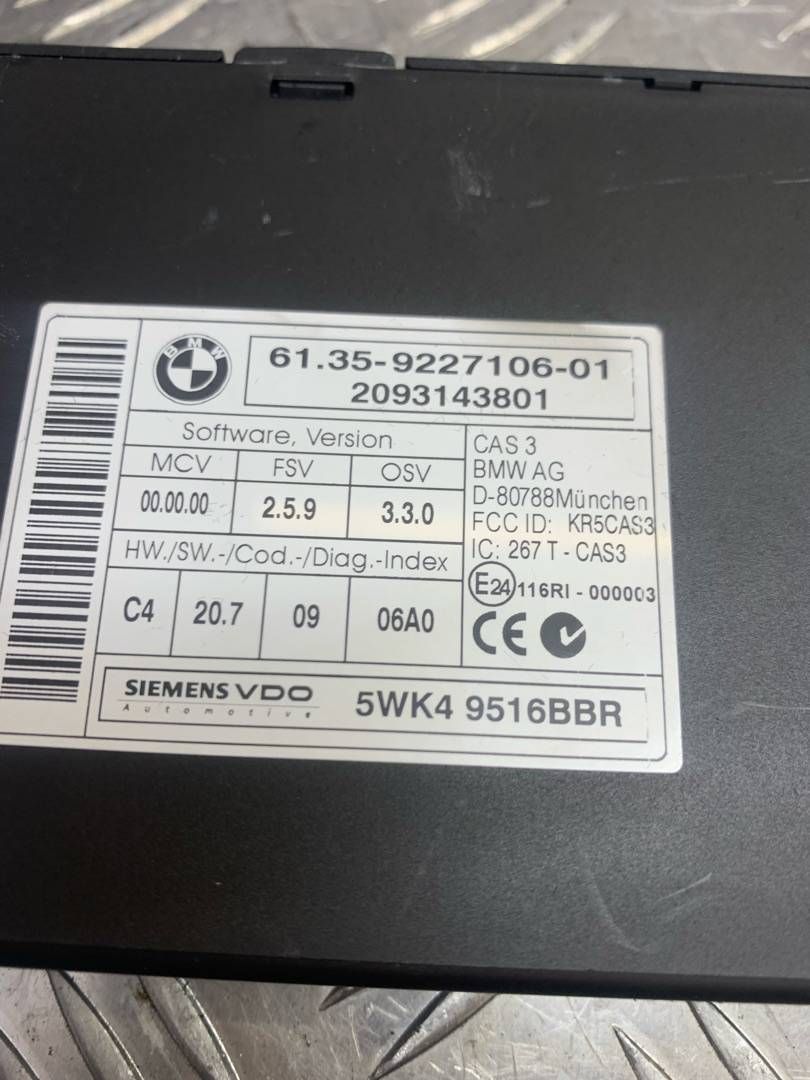 BMW
61.35-9227106-01
2093143801
Software, Version
MCV FSV OSV
00.00.00 2.5.9 3.3.0
HW./SW.-/Cod.-/Diag.-Index
C4 20.7 09 06A0
CAS 3
BMW AG
D-80788München
FCC ID: KR5CAS3
IC: 267 T - CAS3
E24 116RI - 000003
CE
SIEMENS VDO
Automotive
5WK4 9516BBR